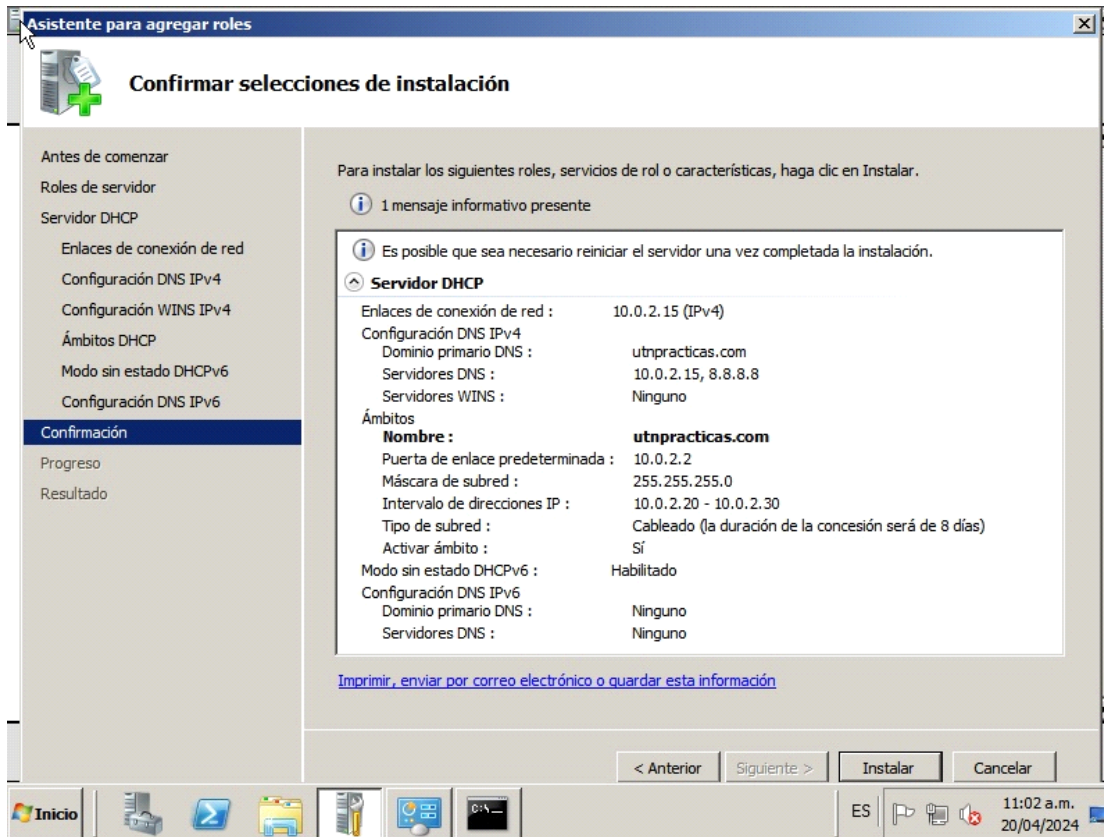 Asistente para agregar roles
Confirmar selecciones de instalación
Antes de comenzar
Roles de servidor
Servidor DHCP
Enlaces de conexión de red
Configuración DNS IPv4
Configuración WINS IPv4
Ámbitos DHCP
Modo sin estado DHCPv6
Configuración DNS IPv6
Confirmación
Progreso
Resultado
Para instalar los siguientes roles, servicios de rol o características, haga clic en Instalar.
1 mensaje informativo presente
Es posible que sea necesario reiniciar el servidor una vez completada la instalación.
Servidor DHCP
Enlaces de conexión de red : 10.0.2.15 (IPv4)
Configuración DNS IPv4
Dominio primario DNS : utnpracticas.com
Servidores DNS : 10.0.2.15, 8.8.8.8
Servidores WINS : Ninguno
Ámbitos
Nombre : utnpracticas.com
Puerta de enlace predeterminada : 10.0.2.2
Máscara de subred : 255.255.255.0
Intervalo de direcciones IP : 10.0.2.20 - 10.0.2.30
Tipo de subred : Cableado (la duración de la concesión será de 8 días)
Activar ámbito : Sí
Modo sin estado DHCPv6 : Habilitado
Configuración DNS IPv6
Dominio primario DNS : Ninguno
Servidores DNS : Ninguno
Imprimir, enviar por correo electrónico o guardar esta información
< Anterior Siguiente > Instalar Cancelar
Inicio C:\_ ES 11:02 a.m.
20/04/2024